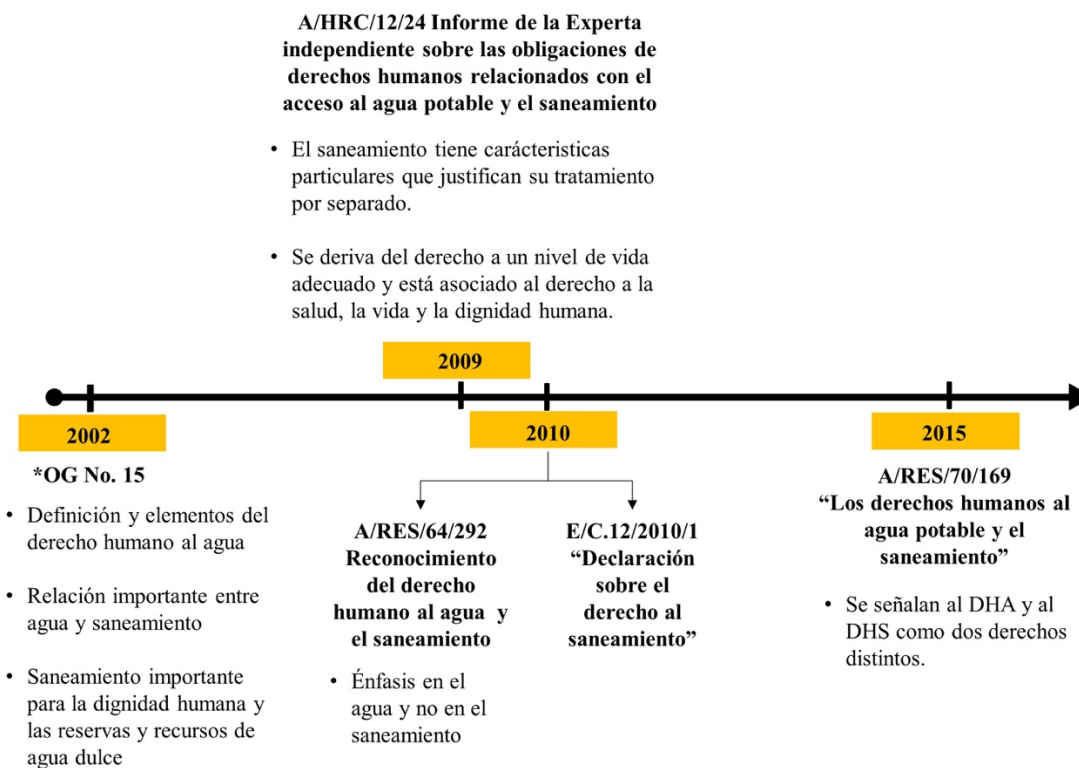 A/HRC/12/24 Informe de la Experta
independiente sobre las obligaciones de
derechos humanos relacionados con el
acceso al agua potable y el saneamiento
• El saneamiento tiene carácteristicas
particulares que justifican su tratamiento
por separado.
• Se deriva del derecho a un nivel de vida
adecuado y está asociado al derecho a la
salud, la vida y la dignidad humana.
2009
2002
*OG No. 15
• Definición y elementos del
derecho humano al agua
• Relación importante entre
agua y saneamiento
• Saneamiento importante
para la dignidad humana y
las reservas y recursos de
agua dulce
2010
A/RES/64/292
Reconocimiento
del derecho
humano al agua y
el saneamiento
• Énfasis en el
agua y no en el
saneamiento
E/C.12/2010/1
“Declaración
sobre el
derecho al
saneamiento”
2015
A/RES/70/169
“Los derechos humanos al
agua potable y el
saneamiento”
• Se señalan al DHA y al
DHS como dos derechos
distintos.